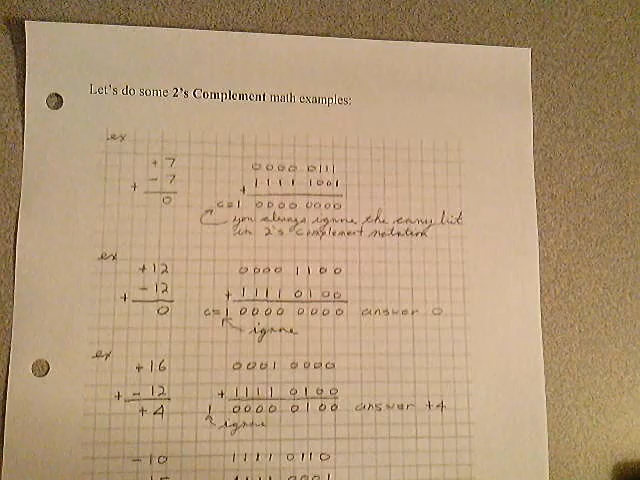 Let's do some 2's Complement math examples:
ex
+ 7 0000 0111
+ - 7 + 1111 1001
0 c=1 0000 0000
you always ignore the carry bit
in 2's complement notation
ex
+12 0000 1100
+ -12 + 1111 0100
0 c=1 0000 0000 answer 0
ignore
ex
+16 0001 0000
+ -12 + 1111 0100
+4 1 0000 0100 answer +4
ignore
-10 1111 0110